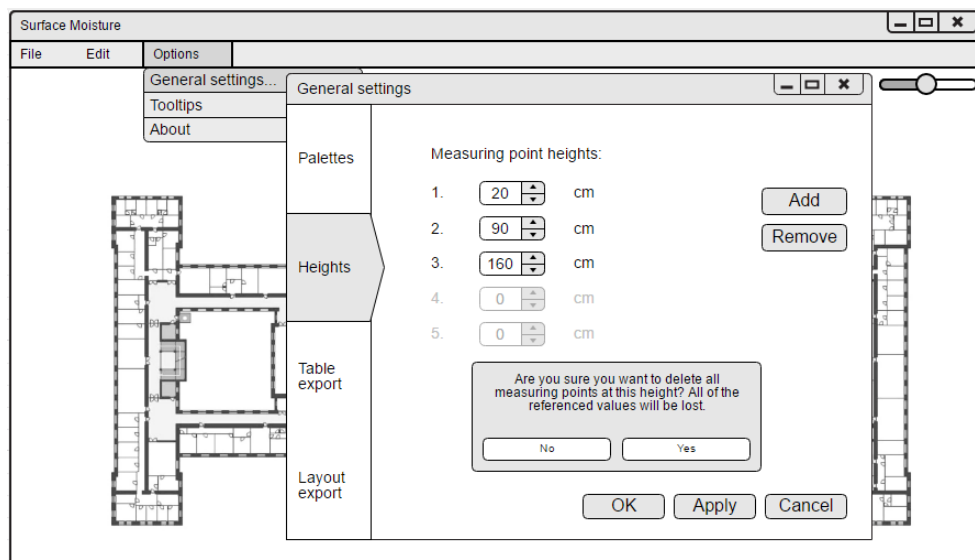 Surface Moisture
File Edit Options
General settings...
Tooltips
About
General settings
Palettes
Heights
Table
export
Layout
export
Measuring point heights:
1. 20 cm
2. 90 cm
3. 160 cm
4. 0 cm
5. 0 cm
Add
Remove
Are you sure you want to delete all
measuring points at this height? All of the
referenced values will be lost.
No Yes
OK Apply Cancel